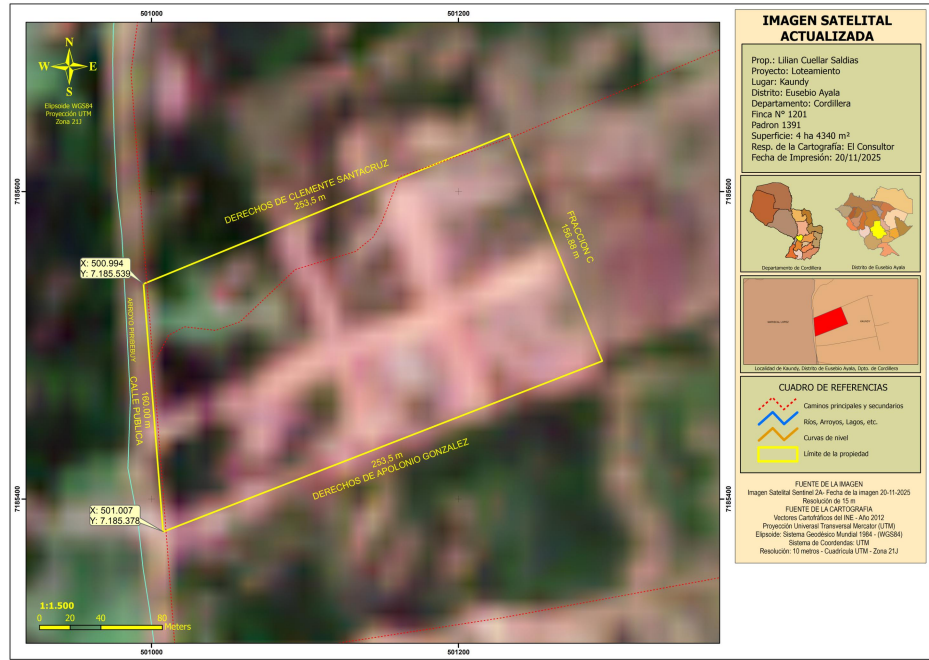 501000
501200
N
W
E
S
Elipsoide WGS84
Proyección UTM
Zona 21J
7185600
7185600
DERECHOS DE CLEMENTE SANTACRUZ
253,5 m
FRACCION C
156.88 m
X: 500.994
Y: 7.185.539
ARROYO PIRIBEBUY
CALLE PUBLICA
160.00 m
253,5 m
DERECHOS DE APOLONIO GONZALEZ
X: 501.007
Y: 7.185.378
7185400
7185400
1:1.500
0 20 40 80
Meters
501000
501200
IMAGEN SATELITAL
ACTUALIZADA
Prop.: Lilian Cuellar Saldias
Proyecto: Loteamiento
Lugar: Kaundy
Distrito: Eusebio Ayala
Departamento: Cordillera
Finca N° 1201
Padron 1391
Superficie: 4 ha 4340 m²
Resp. de la Cartografía: El Consultor
Fecha de Impresión: 20/11/2025
Departamento de Cordillera
Distrito de Eusebio Ayala
Localidad de Kaundy, Distrito de Eusebio Ayala, Dpto. de Cordillera
CUADRO DE REFERENCIAS
Caminos principales y secundarios
Ríos, Arroyos, Lagos, etc.
Curvas de nivel
Límite de la propiedad
FUENTE DE LA IMAGEN
Imagen Satelital Sentinel 2A- Fecha de la imagen 20-11-2025
Resolución de 15 m
FUENTE DE LA CARTOGRAFIA
Vectores Cartográficos del INE - Año 2012
Proyección Universal Transversal Mercator (UTM)
Elipsoide: Sistema Geodésico Mundial 1984 - (WGS84)
Sistema de Coordendas: UTM
Resolución: 10 metros - Cuadrícula UTM - Zona 21J